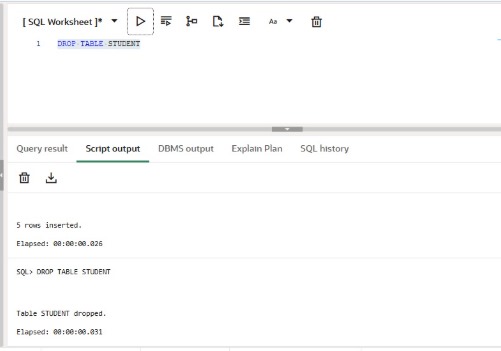 [ SQL Worksheet ]*
Aa
1 DROP TABLE STUDENT
Query result Script output DBMS output Explain Plan SQL history
5 rows inserted.
Elapsed: 00:00:00.026
SQL> DROP TABLE STUDENT
Table STUDENT dropped.
Elapsed: 00:00:00.031